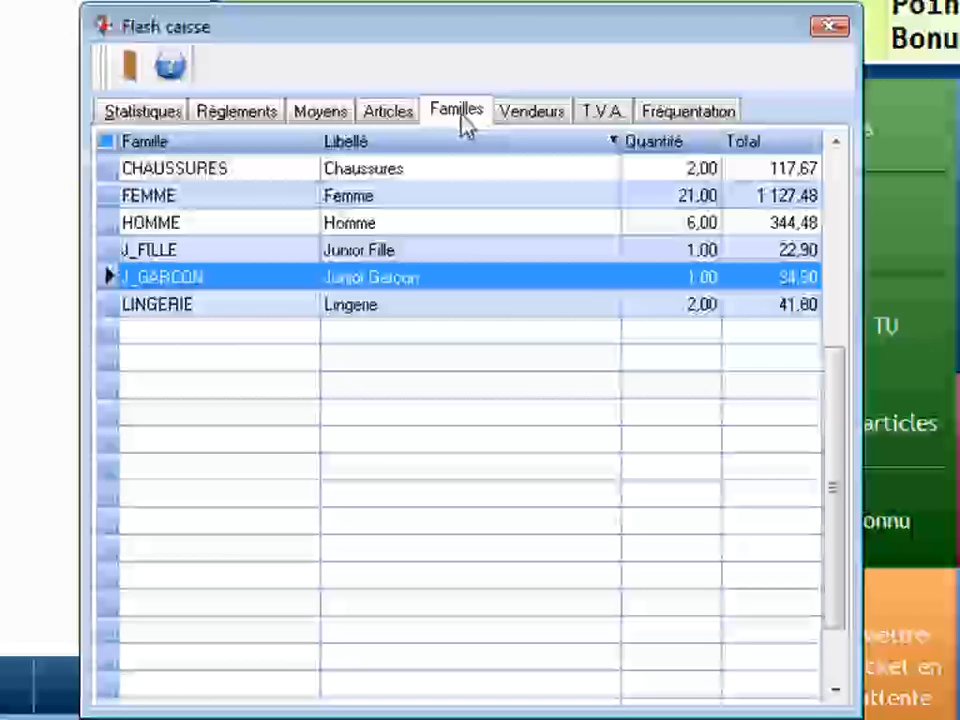 Poin
Bonu
Flash caisse
Statistiques Règlements Moyens Articles Familles Vendeurs T.V.A. Fréquentation
Famille Libellé Quantité Total
CHAUSSURES Chaussures 2,00 117,67
FEMME Femme 21,00 1 127,48
HOMME Homme 6,00 344,48
J_FILLE Junior Fille 1,00 22,90
J_GARCON Junior Garçon 1,00 34,90
LINGERIE Lingerie 2,00 41,80
TV
articles
onnu
cket en
ttente